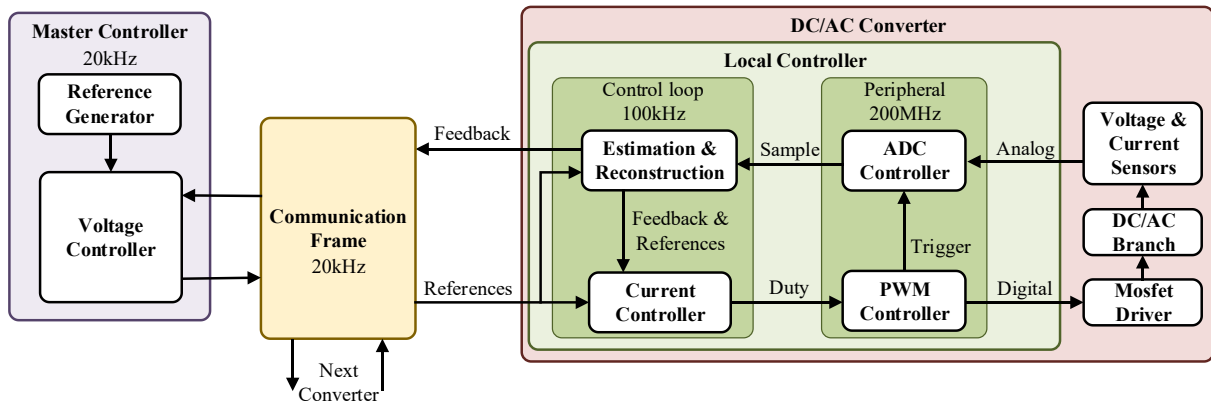 Master Controller
20kHz
Reference
Generator
Voltage
Controller
Communication
Frame
20kHz
Feedback
References
Next
Converter
DC/AC Converter
Local Controller
Control loop
100kHz
Estimation &
Reconstruction
Feedback &
References
Current
Controller
Sample
Duty
Peripheral
200MHz
ADC
Controller
Trigger
PWM
Controller
Analog
Digital
Voltage &
Current
Sensors
DC/AC
Branch
Mosfet
Driver